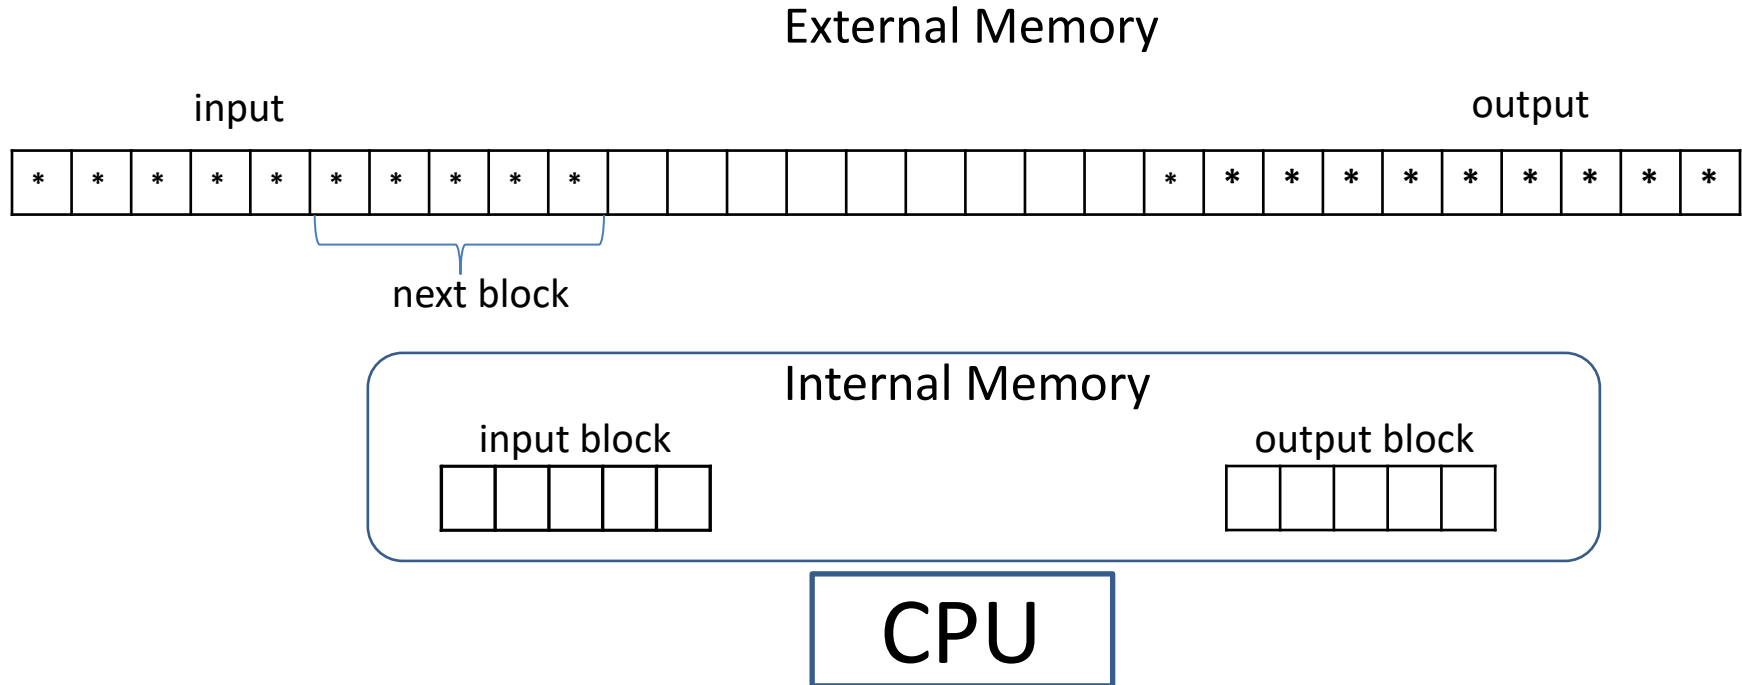 External Memory
input
output
* * * * * * * * * * * * * * * * * * * *
next block
Internal Memory
input block
output block
CPU